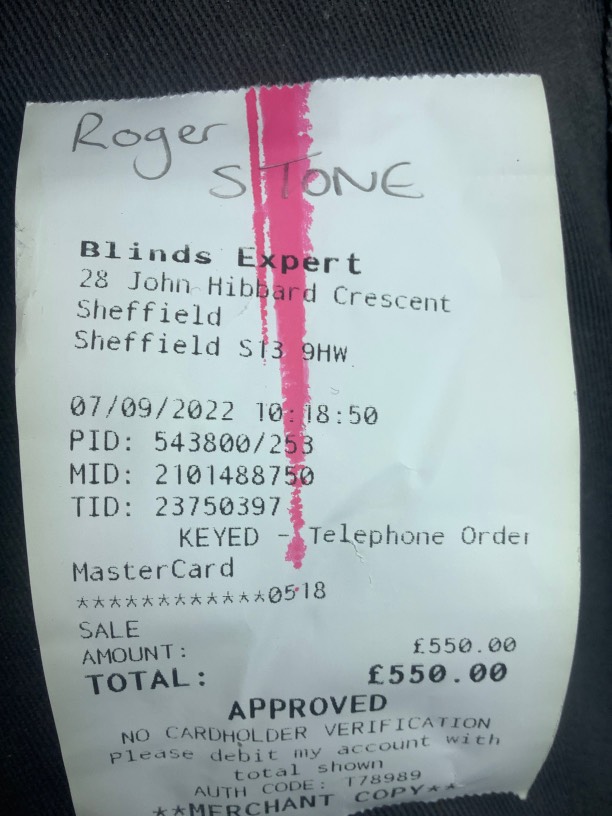 Roger
STONE
Blinds Expert
28 John Hibbard Crescent
Sheffield
Sheffield S13 9HW
07/09/2022 10:18:50
PID: 543800/253
MID: 2101488750
TID: 23750397
KEYED - Telephone Order
MasterCard
************0518
SALE
AMOUNT: £550.00
TOTAL: £550.00
APPROVED
NO CARDHOLDER VERIFICATION
Please debit my account with
total shown
AUTH CODE: T78989
**MERCHANT COPY**